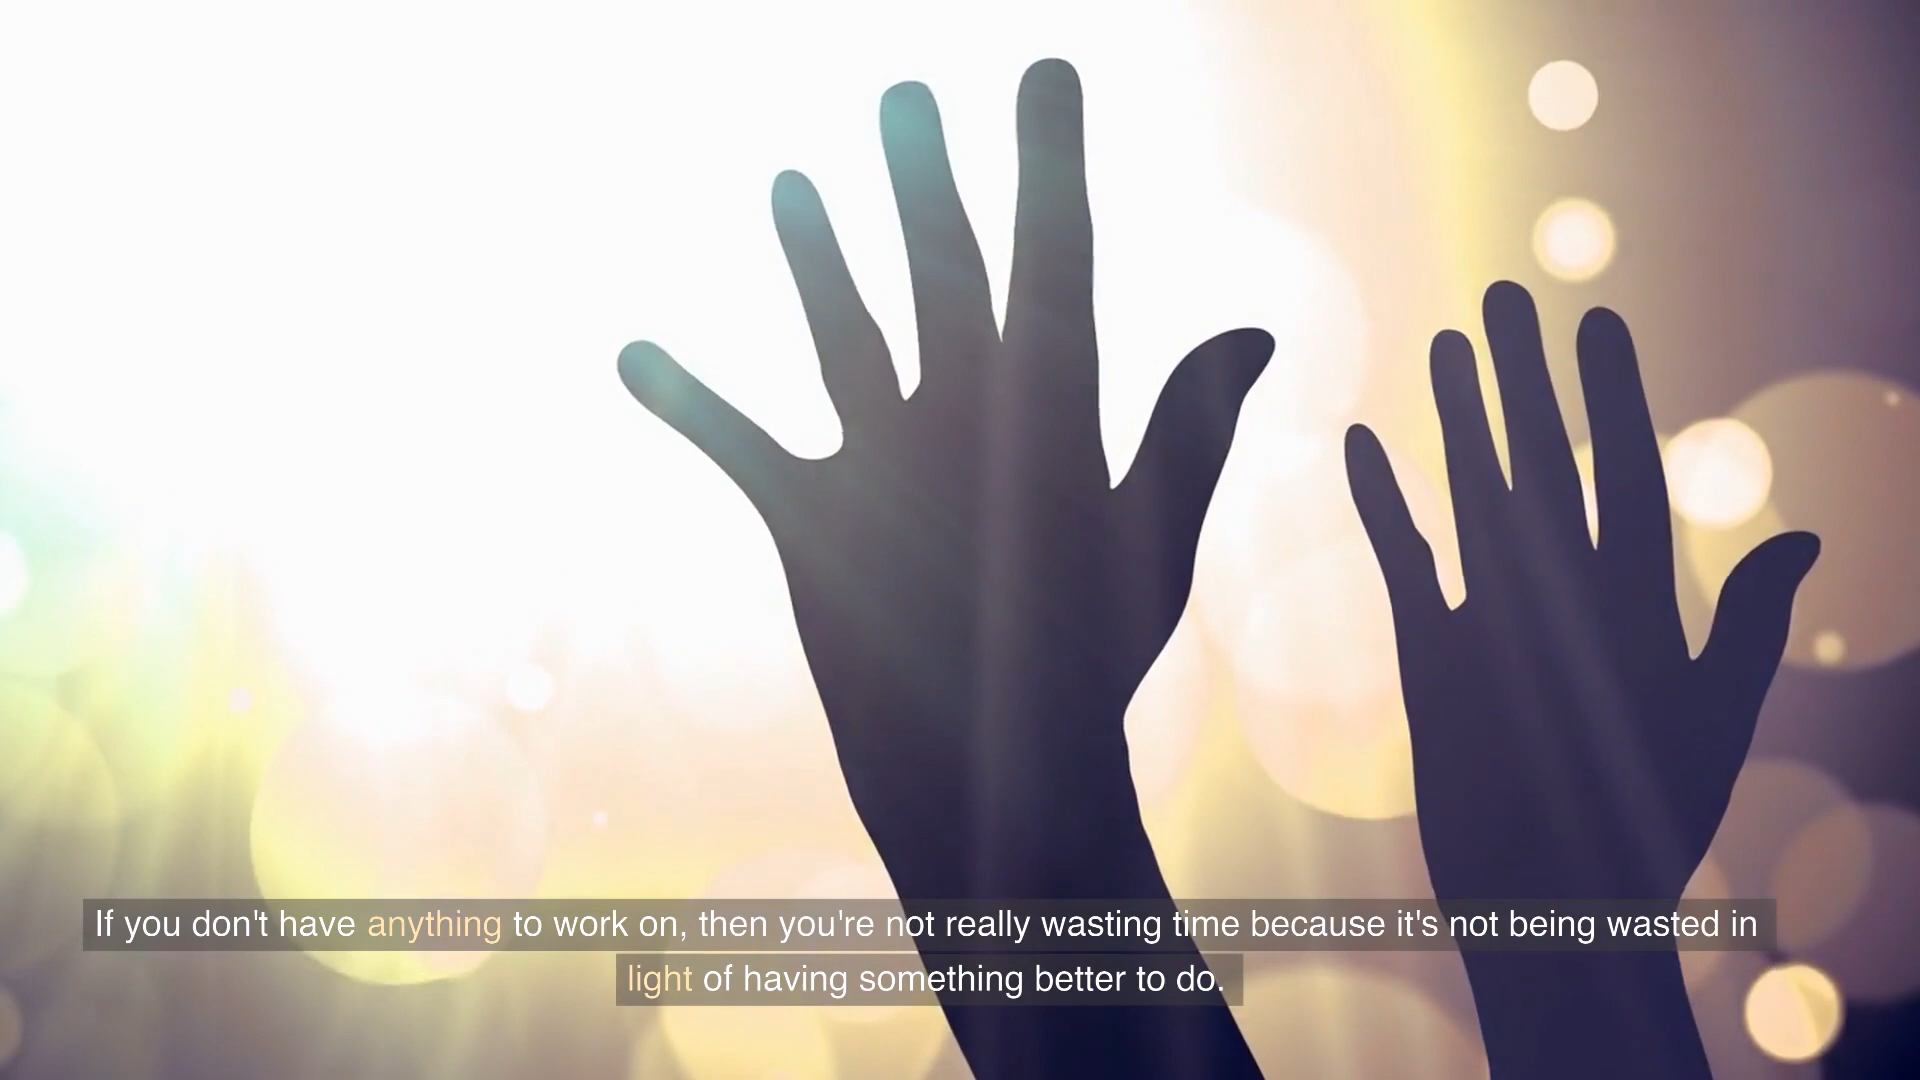 If you don't have anything to work on, then you're not really wasting time because it's not being wasted in
light of having something better to do.